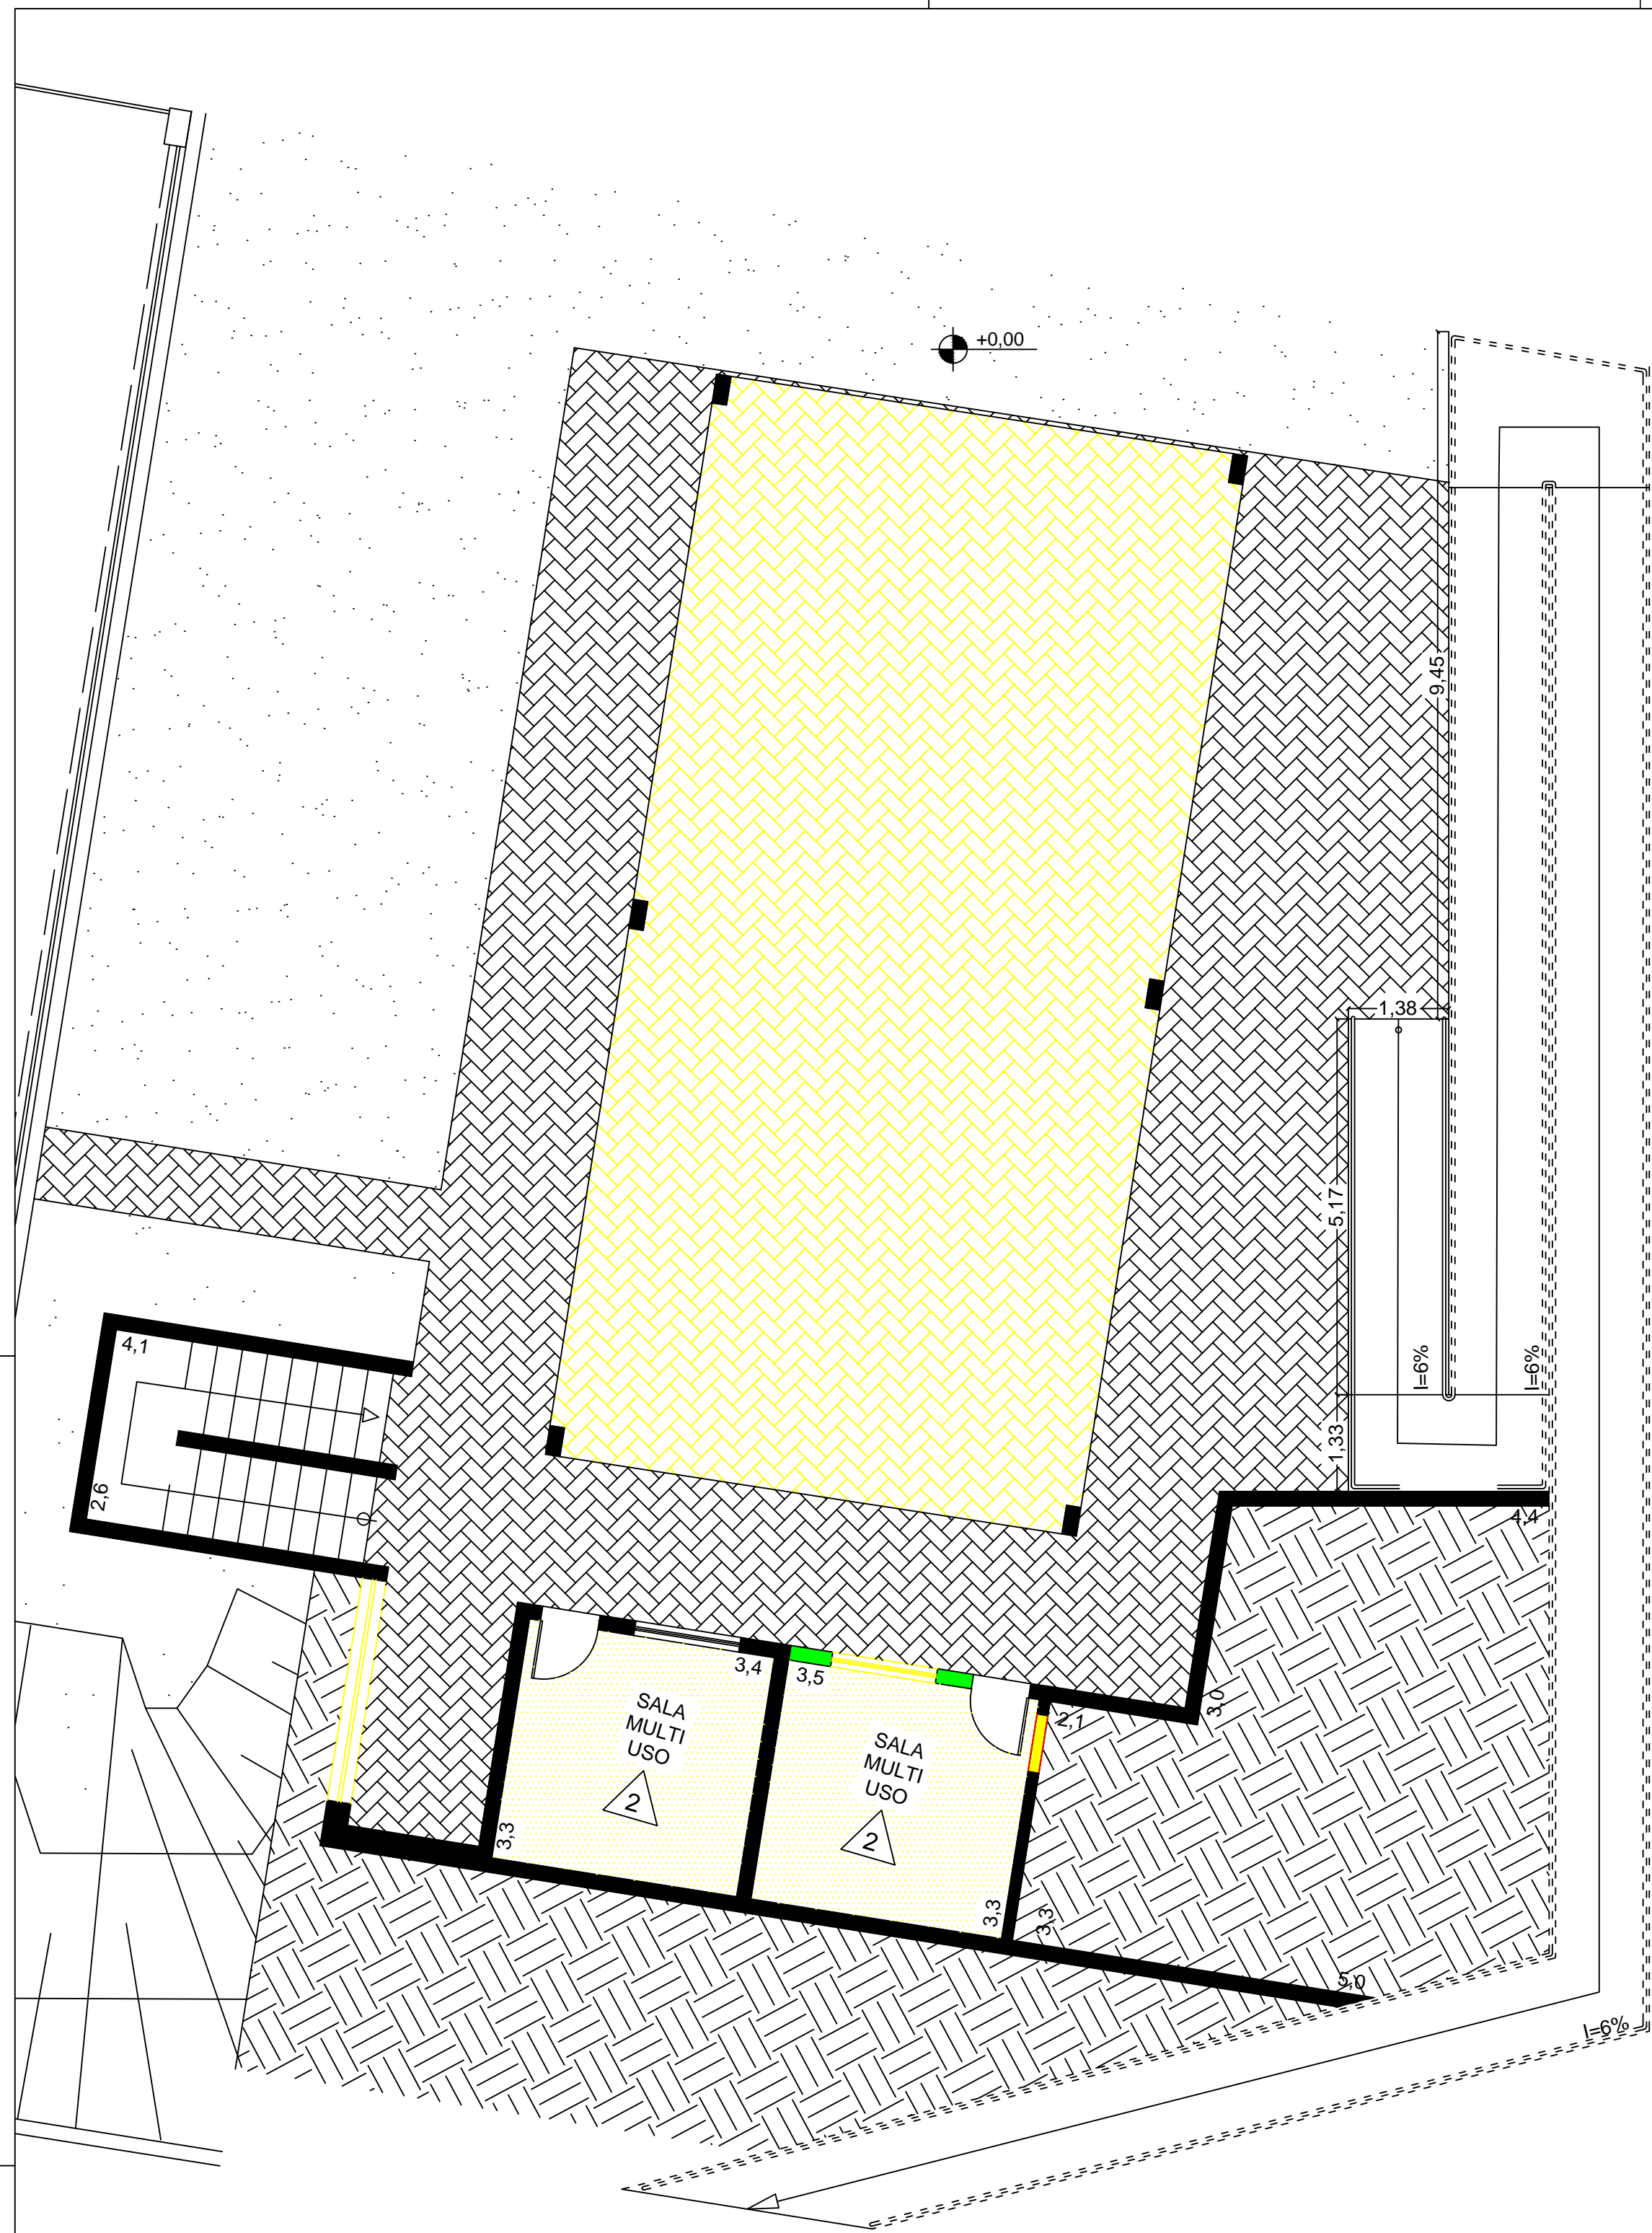 +0,00
9,45
1,38
5,17
4,1
I=6%
I=6%
1,33
2,6
4,4
3,4
3,5
3,0
2,1
SALA
MULTI
USO
2
SALA
MULTI
USO
2
3,3
3,3
3,3
5,0
I=6%